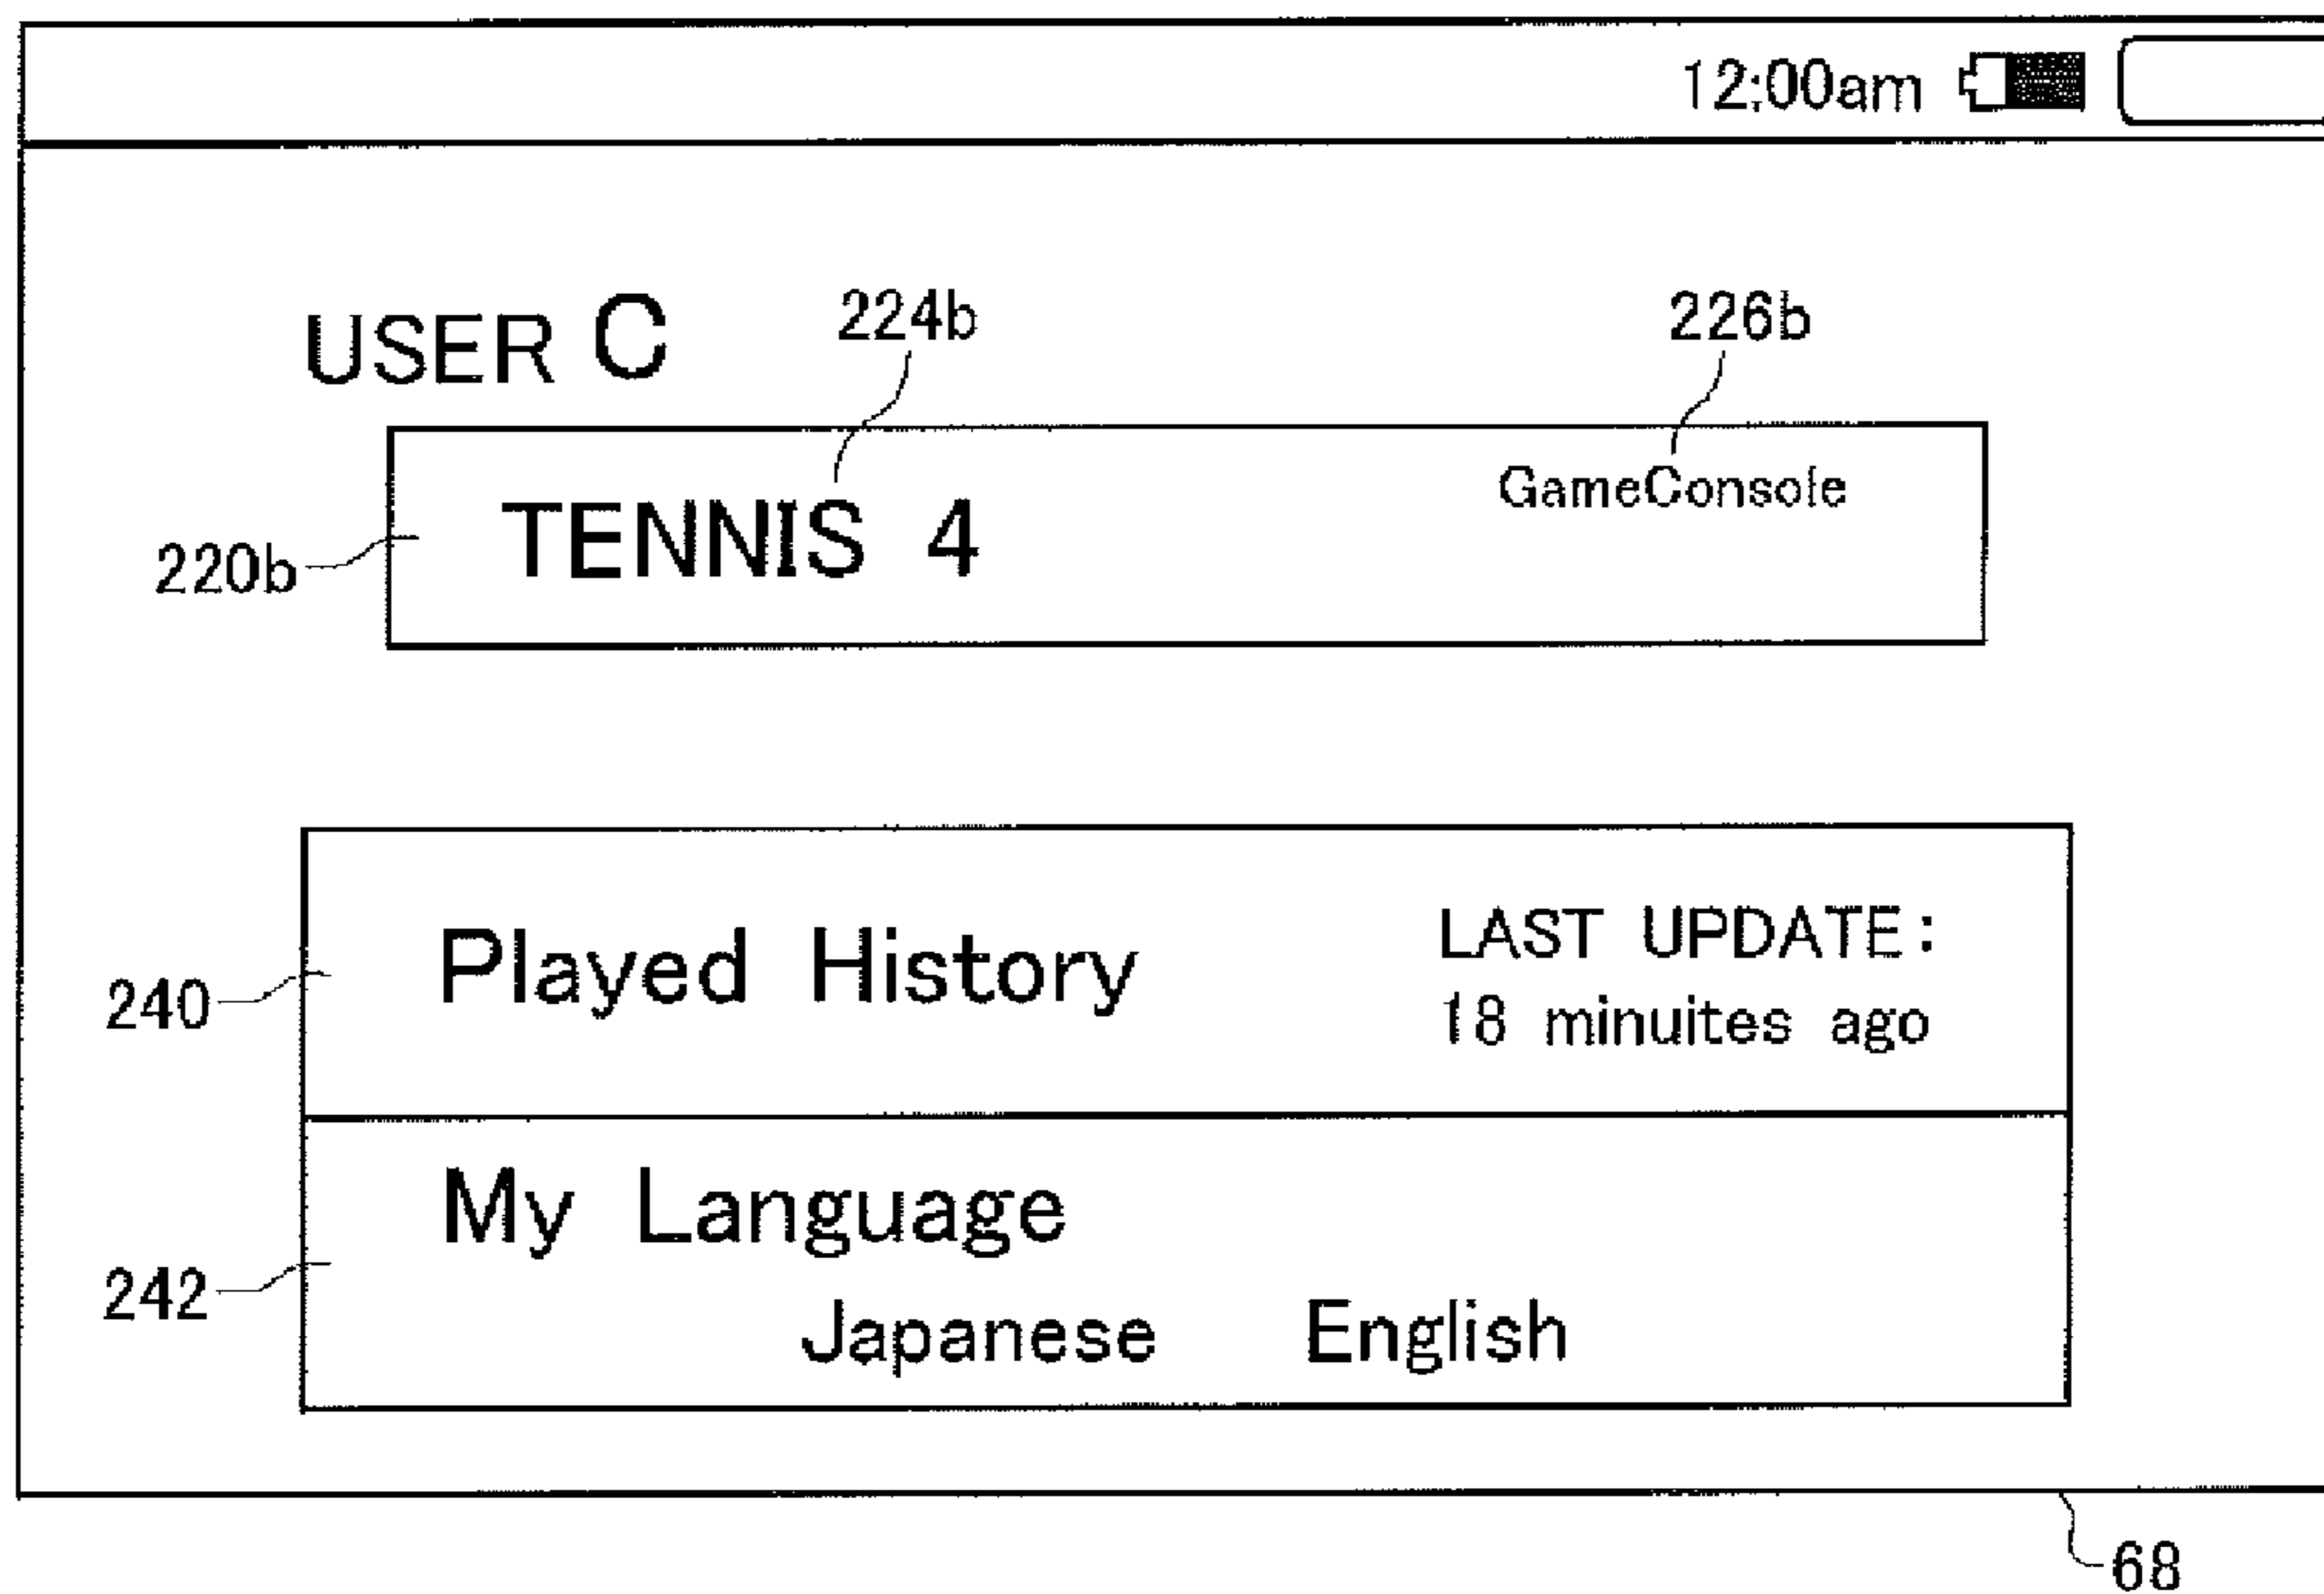 12:00am
USER C
224b
226b
TENNIS 4
GameConsole
220b
Played History
LAST UPDATE:
18 minuites ago
240
My Language
242
Japanese English
68